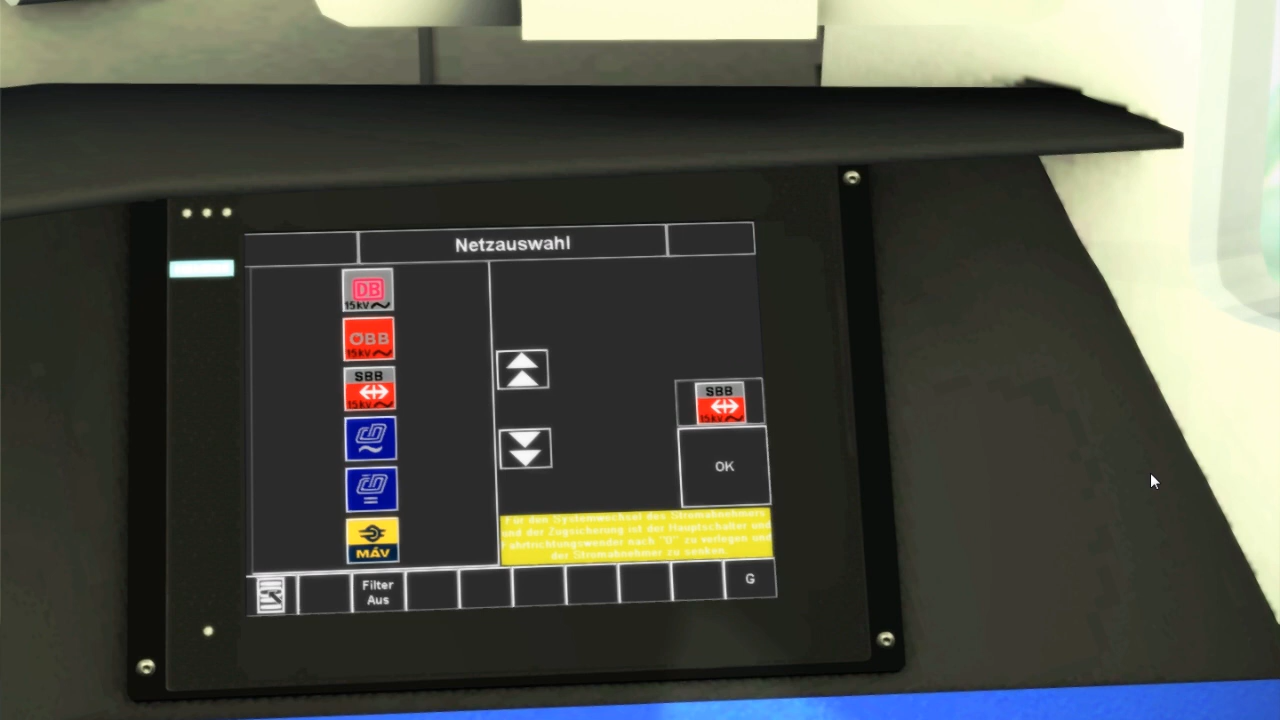 Netzauswahl
DB
15kV
ÖBB
15kV
SBB
15kV
MÁV
SBB
15kV
OK
Für den Systemwechsel des Stromabnehmers
und der Zugsicherung ist der Hauptschalter und
Fahrtrichtungswender nach "0" zu verlegen und
der Stromabnehmer zu senken.
Filter
Aus
G